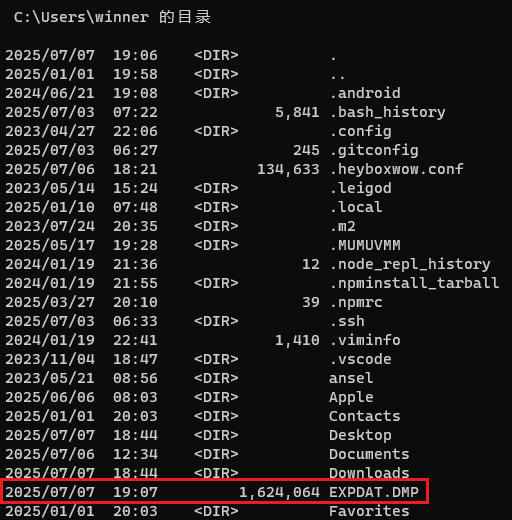 C:\Users\winner 的目录
2025/07/07 19:06 <DIR> .
2025/01/01 19:58 <DIR> ..
2024/06/21 19:08 <DIR> .android
2025/07/03 07:22 5,841 .bash_history
2023/04/27 22:06 <DIR> .config
2025/07/03 06:27 245 .gitconfig
2025/07/06 18:21 134,633 .heyboxwow.conf
2023/05/14 15:24 <DIR> .leigod
2025/01/10 07:48 <DIR> .local
2023/07/24 20:35 <DIR> .m2
2025/05/17 19:28 <DIR> .MUMUVMM
2024/01/19 21:36 12 .node_repl_history
2024/01/19 21:55 <DIR> .npminstall_tarball
2025/03/27 20:10 39 .npmrc
2025/07/03 06:33 <DIR> .ssh
2024/01/19 22:41 1,410 .viminfo
2023/11/04 18:47 <DIR> .vscode
2023/05/21 08:56 <DIR> ansel
2025/06/06 08:03 <DIR> Apple
2025/01/01 20:03 <DIR> Contacts
2025/07/07 18:44 <DIR> Desktop
2025/07/06 12:34 <DIR> Documents
2025/07/07 18:44 <DIR> Downloads
2025/07/07 19:07 1,624,064 EXPDAT.DMP
2025/01/01 20:03 <DIR> Favorites